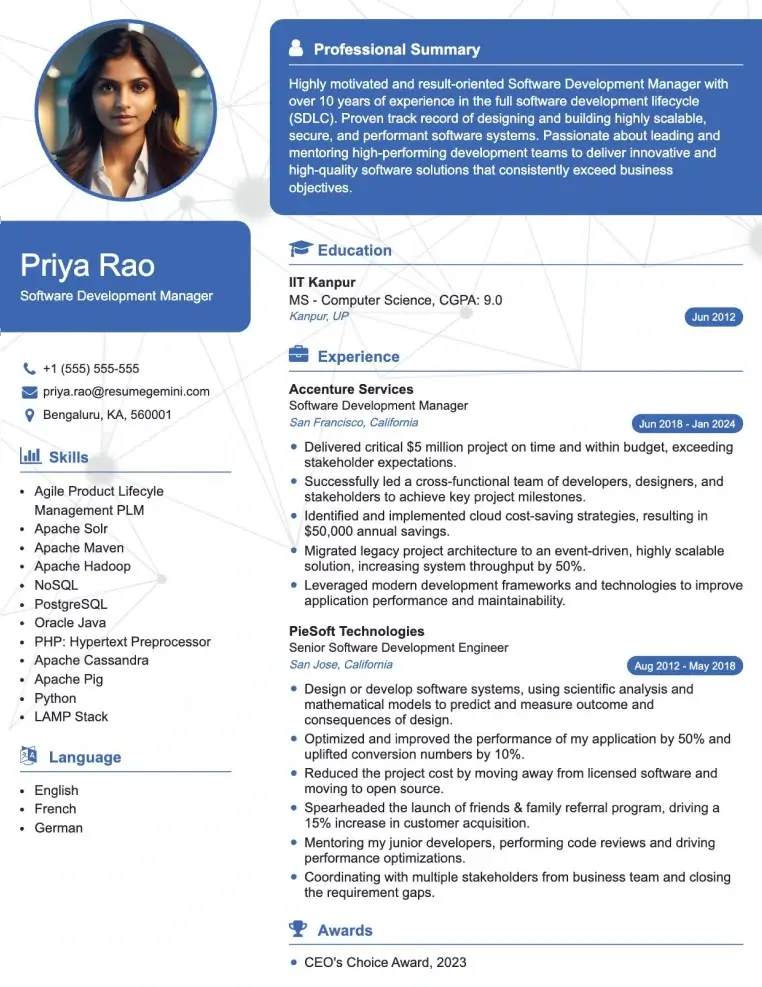 Priya Rao
Software Development Manager
+1 (555) 555-555
priya.rao@resumegemini.com
Bengaluru, KA, 560001
Skills
Agile Product Lifecyle
Management PLM
Apache Solr
Apache Maven
Apache Hadoop
NoSQL
PostgreSQL
Oracle Java
PHP: Hypertext Preprocessor
Apache Cassandra
Apache Pig
Python
LAMP Stack
Language
English
French
German
Professional Summary
Highly motivated and result-oriented Software Development Manager with
over 10 years of experience in the full software development lifecycle
(SDLC). Proven track record of designing and building highly scalable,
secure, and performant software systems. Passionate about leading and
mentoring high-performing development teams to deliver innovative and
high-quality software solutions that consistently exceed business
objectives.
Education
IIT Kanpur
MS - Computer Science, CGPA: 9.0
Kanpur, UP
Jun 2012
Experience
Accenture Services
Software Development Manager
San Francisco, California
Jun 2018 - Jan 2024
Delivered critical $5 million project on time and within budget, exceeding
stakeholder expectations.
Successfully led a cross-functional team of developers, designers, and
stakeholders to achieve key project milestones.
Identified and implemented cloud cost-saving strategies, resulting in
$50,000 annual savings.
Migrated legacy project architecture to an event-driven, highly scalable
solution, increasing system throughput by 50%.
Leveraged modern development frameworks and technologies to improve
application performance and maintainability.
PieSoft Technologies
Senior Software Development Engineer
San Jose, California
Aug 2012 - May 2018
Design or develop software systems, using scientific analysis and
mathematical models to predict and measure outcome and
consequences of design.
Optimized and improved the performance of my application by 50% and
uplifted conversion numbers by 10%.
Reduced the project cost by moving away from licensed software and
moving to open source.
Spearheaded the launch of friends & family referral program, driving a
15% increase in customer acquisition.
Mentoring my junior developers, performing code reviews and driving
performance optimizations.
Coordinating with multiple stakeholders from business team and closing
the requirement gaps.
Awards
CEO's Choice Award, 2023